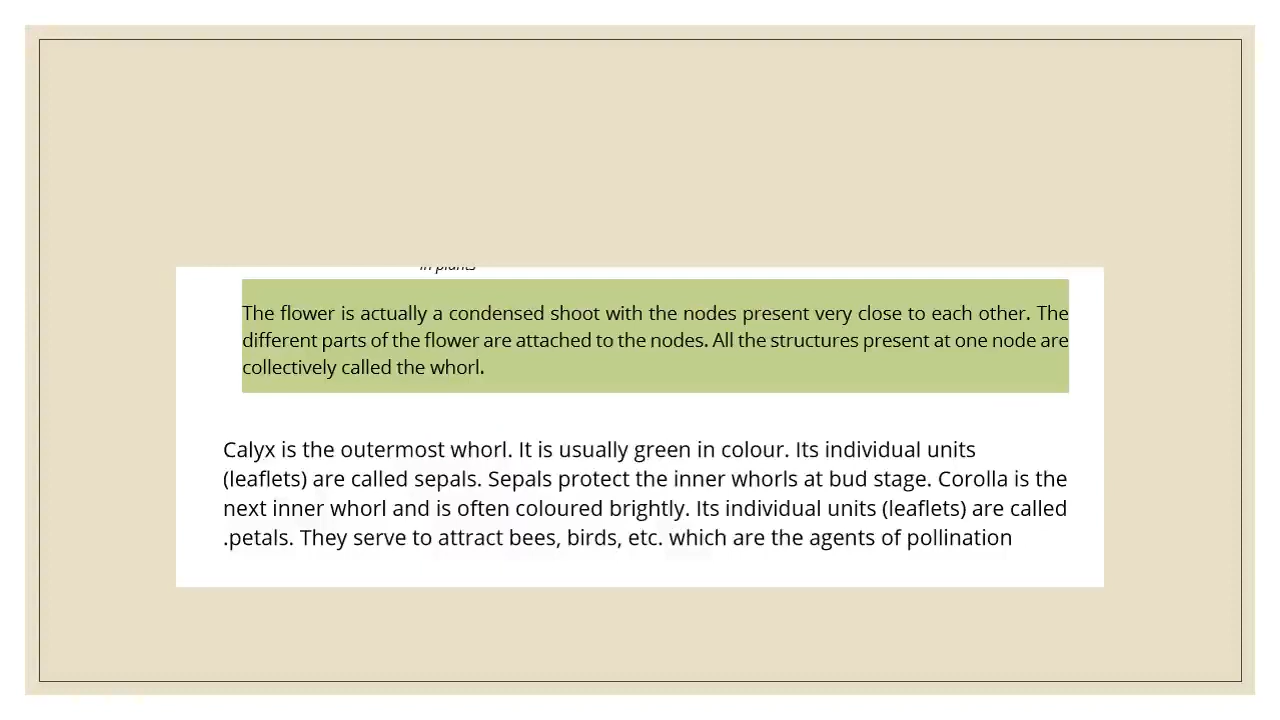 in plants
The flower is actually a condensed shoot with the nodes present very close to each other. The
different parts of the flower are attached to the nodes. All the structures present at one node are
collectively called the whorl.
Calyx is the outermost whorl. It is usually green in colour. Its individual units
(leaflets) are called sepals. Sepals protect the inner whorls at bud stage. Corolla is the
next inner whorl and is often coloured brightly. Its individual units (leaflets) are called
.petals. They serve to attract bees, birds, etc. which are the agents of pollination